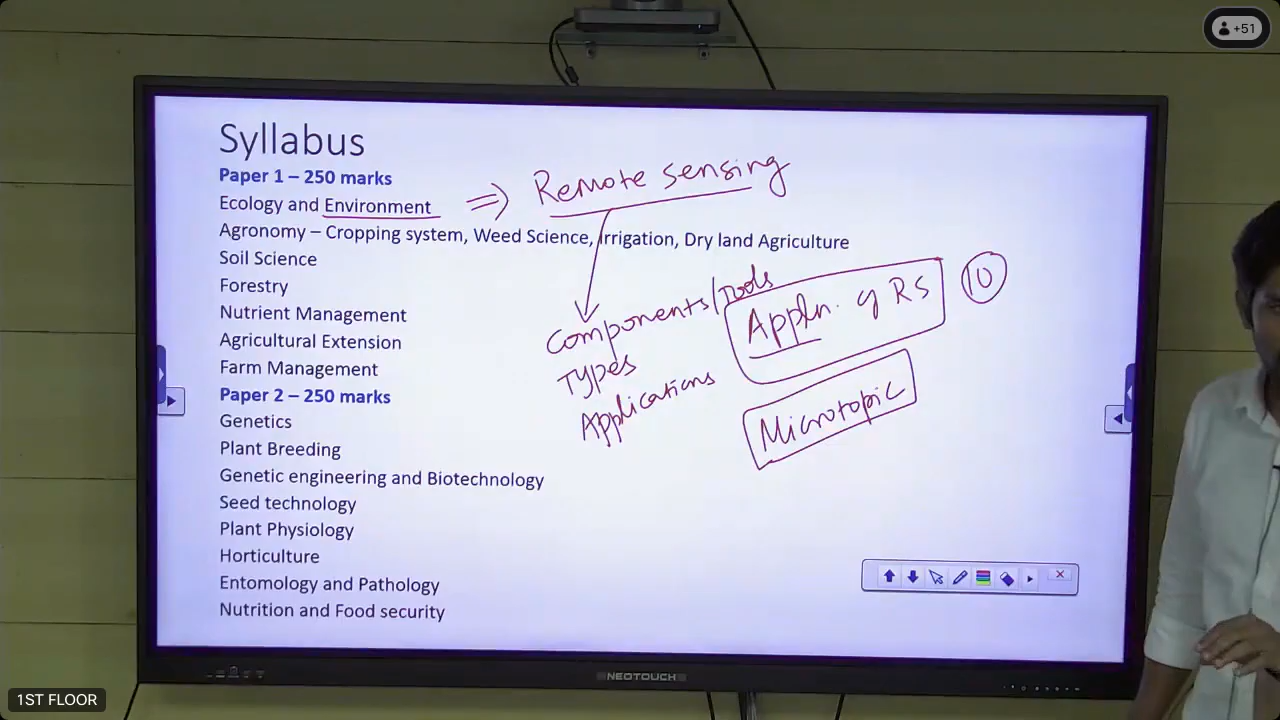 +51
Syllabus
Paper 1 – 250 marks
Ecology and Environment ⇒ Remote sensing
Agronomy – Cropping system, Weed Science, Irrigation, Dry land Agriculture
Soil Science
Forestry
Nutrient Management
Agricultural Extension
Farm Management
Components/Tools
Types
Applications
Appln. of RS
10
Microtopic
Paper 2 – 250 marks
Genetics
Plant Breeding
Genetic engineering and Biotechnology
Seed technology
Plant Physiology
Horticulture
Entomology and Pathology
Nutrition and Food security
NEOTOUCH
1ST FLOOR